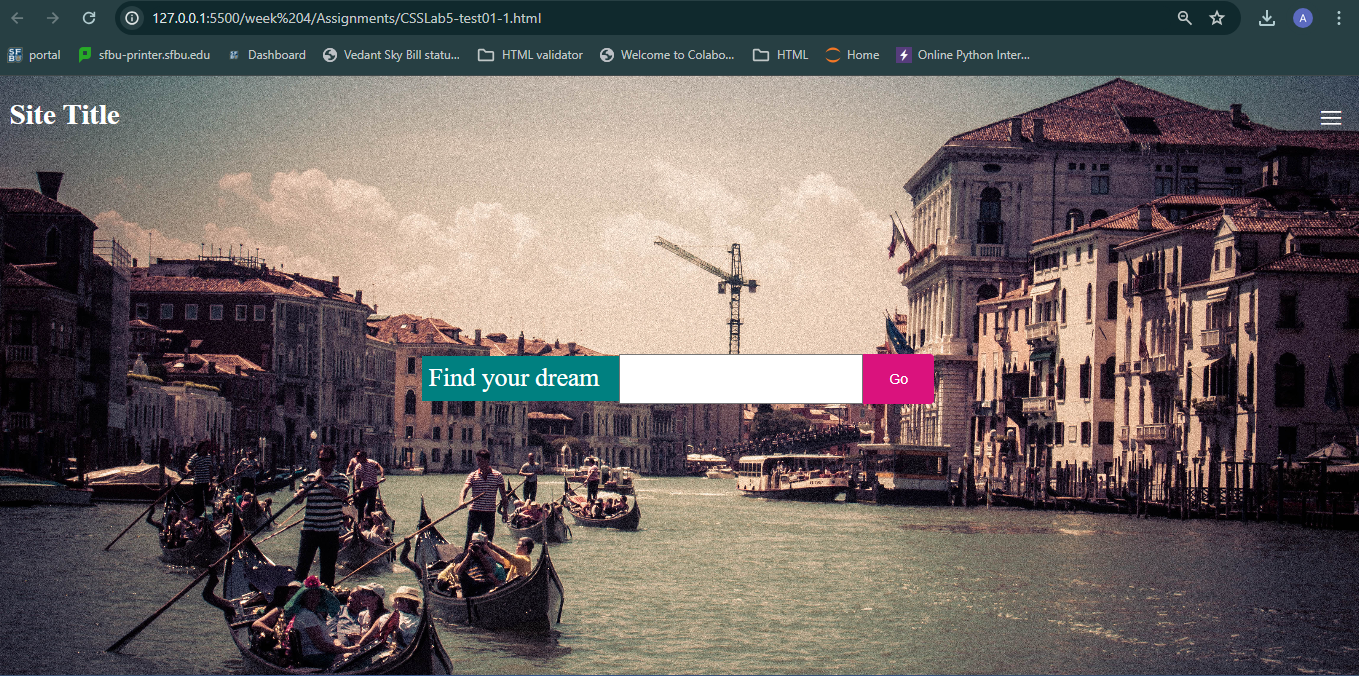 127.0.0.1:5500/week%204/Assignments/CSSLab5-test01-1.html
A
SFBU portal
sfbu-printer.sfbu.edu
Dashboard
Vedant Sky Bill statu...
HTML validator
Welcome to Colabo...
HTML
Home
Online Python Inter...
Site Title
Find your dream
Go